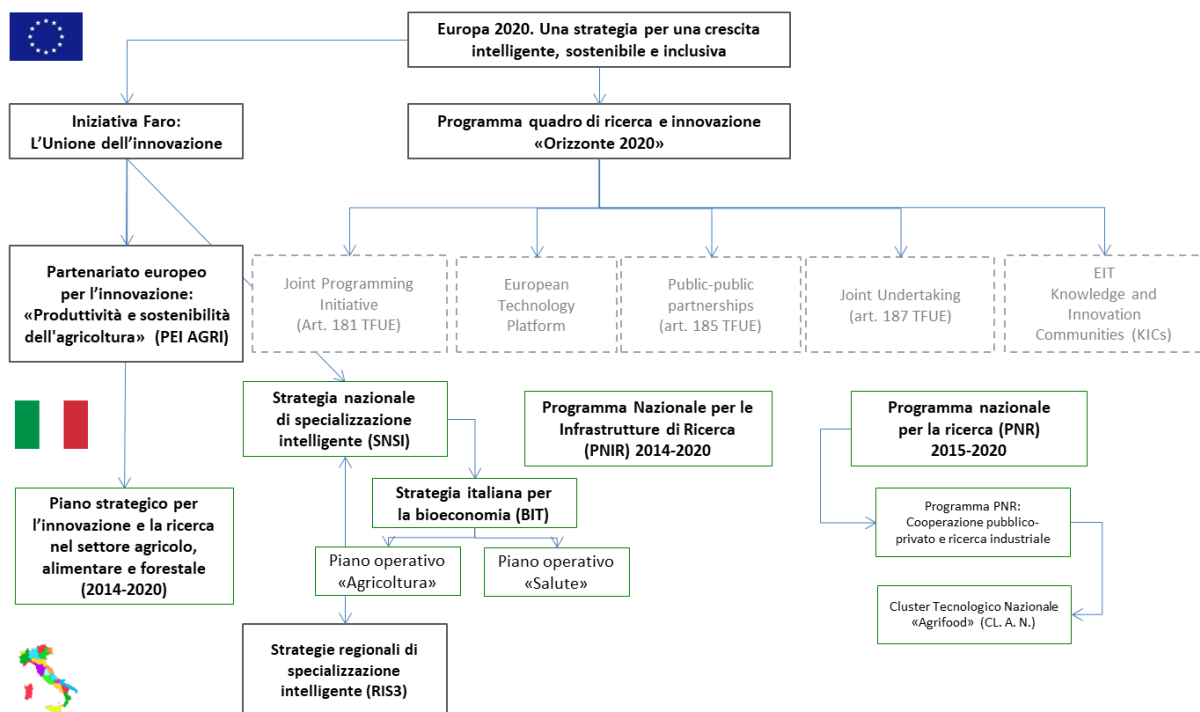 Europa 2020. Una strategia per una crescita
intelligente, sostenibile e inclusiva
Iniziativa Faro:
L’Unione dell’innovazione
Programma quadro di ricerca e innovazione
«Orizzonte 2020»
Partenariato europeo
per l’innovazione:
«Produttività e sostenibilità
dell'agricoltura» (PEI AGRI)
Joint Programming
Initiative
(Art. 181 TFUE)
European
Technology
Platform
Public-public
partnerships
(art. 185 TFUE)
Joint Undertaking
(art. 187 TFUE)
EIT
Knowledge and
Innovation
Communities (KICs)
Strategia nazionale
di specializzazione
intelligente (SNSI)
Programma Nazionale per le
Infrastrutture di Ricerca
(PNIR) 2014-2020
Programma nazionale
per la ricerca (PNR)
2015-2020
Piano strategico per
l’innovazione e la ricerca
nel settore agricolo,
alimentare e forestale
(2014-2020)
Strategia italiana per
la bioeconomia (BIT)
Programma PNR:
Cooperazione pubblico-
privato e ricerca industriale
Piano operativo
«Agricoltura»
Piano operativo
«Salute»
Cluster Tecnologico Nazionale
«Agrifood» (CL. A. N.)
Strategie regionali di
specializzazione
intelligente (RIS3)